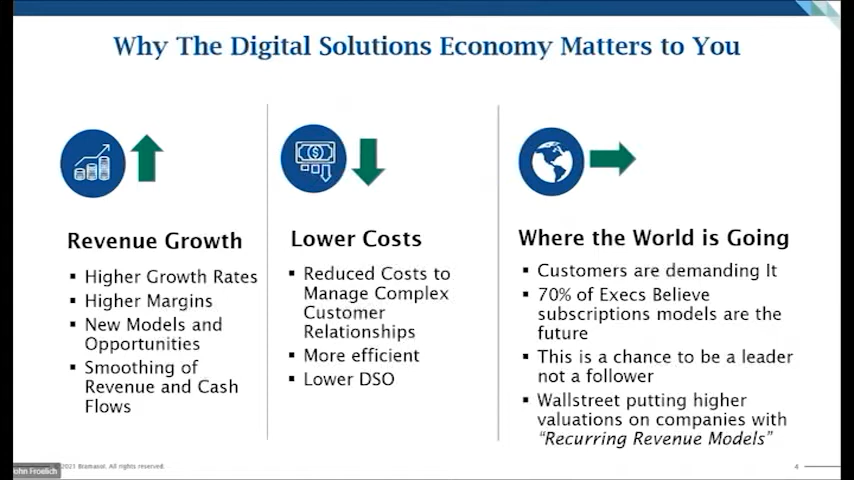 Why The Digital Solutions Economy Matters to You
Revenue Growth
▪ Higher Growth Rates
▪ Higher Margins
▪ New Models and
Opportunities
▪ Smoothing of
Revenue and Cash
Flows
Lower Costs
▪ Reduced Costs to
Manage Complex
Customer
Relationships
▪ More efficient
▪ Lower DSO
Where the World is Going
▪ Customers are demanding It
▪ 70% of Execs Believe
subscriptions models are the
future
▪ This is a chance to be a leader
not a follower
▪ Wallstreet putting higher
valuations on companies with
“Recurring Revenue Models”
John Froelich
2021 Bramasol. All rights reserved.
4